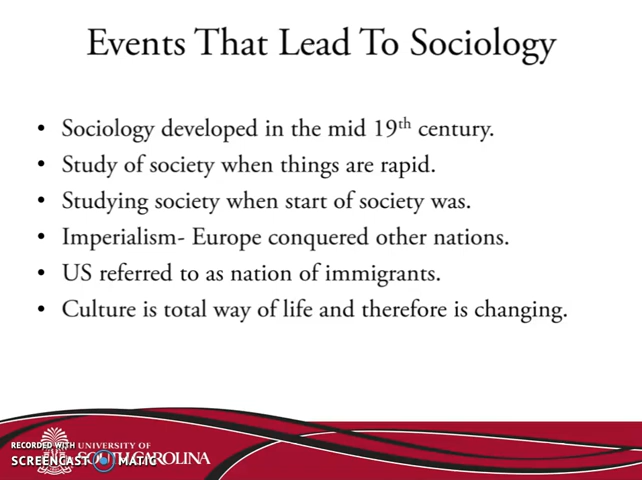 Events That Lead To Sociology
• Sociology developed in the mid 19th century.
• Study of society when things are rapid.
• Studying society when start of society was.
• Imperialism- Europe conquered other nations.
• US referred to as nation of immigrants.
• Culture is total way of life and therefore is changing.
RECORDED WITH
SCREENCAST MATIC
UNIVERSITY OF
SOUTH CAROLINA